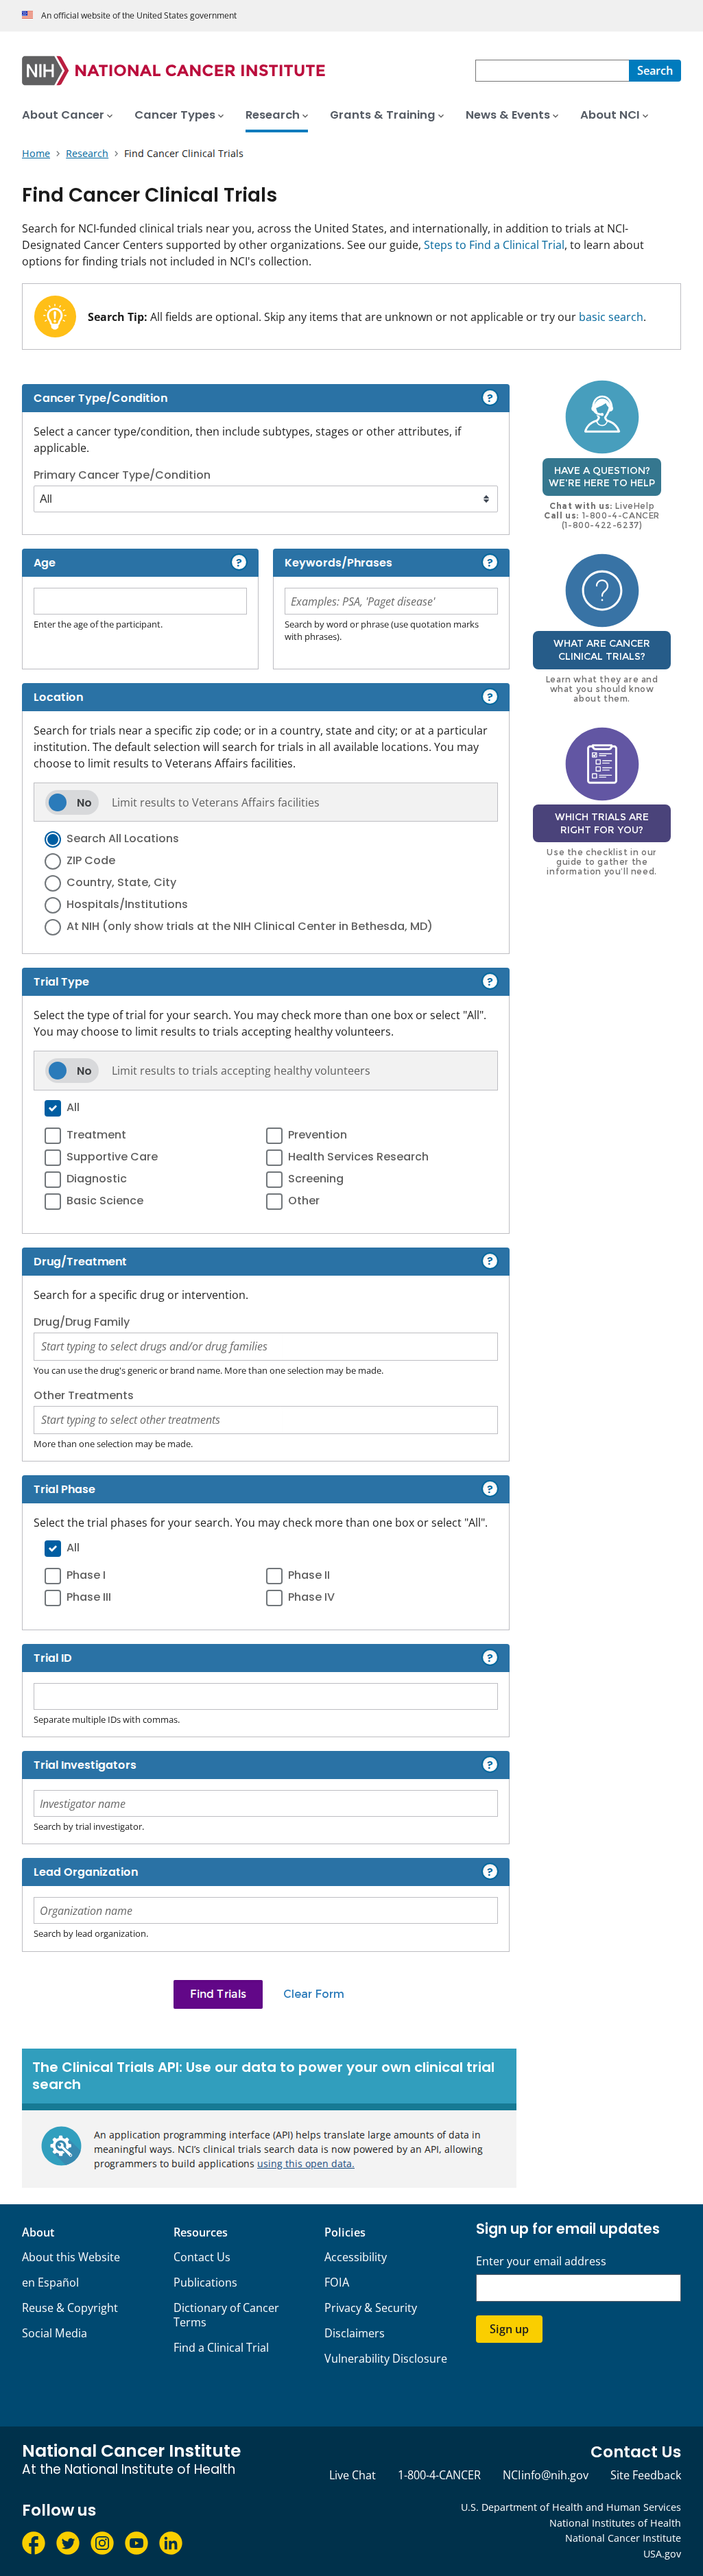 An official website of the United States government
NIH NATIONAL CANCER INSTITUTE
Search
About Cancer
Cancer Types
Research
Grants & Training
News & Events
About NCI
Home > Research > Find Cancer Clinical Trials
Find Cancer Clinical Trials
Search for NCI-funded clinical trials near you, across the United States, and internationally, in addition to trials at NCI-
Designated Cancer Centers supported by other organizations. See our guide, Steps to Find a Clinical Trial, to learn about
options for finding trials not included in NCI's collection.
Search Tip: All fields are optional. Skip any items that are unknown or not applicable or try our basic search.
Cancer Type/Condition ?
Select a cancer type/condition, then include subtypes, stages or other attributes, if
applicable.
Primary Cancer Type/Condition
All
Age ?
Enter the age of the participant.
Keywords/Phrases ?
Examples: PSA, 'Paget disease'
Search by word or phrase (use quotation marks
with phrases).
Location ?
Search for trials near a specific zip code; or in a country, state and city; or at a particular
institution. The default selection will search for trials in all available locations. You may
choose to limit results to Veterans Affairs facilities.
No Limit results to Veterans Affairs facilities
Search All Locations
ZIP Code
Country, State, City
Hospitals/Institutions
At NIH (only show trials at the NIH Clinical Center in Bethesda, MD)
Trial Type ?
Select the type of trial for your search. You may check more than one box or select "All".
You may choose to limit results to trials accepting healthy volunteers.
No Limit results to trials accepting healthy volunteers
All
Treatment
Prevention
Supportive Care
Health Services Research
Diagnostic
Screening
Basic Science
Other
Drug/Treatment ?
Search for a specific drug or intervention.
Drug/Drug Family
Start typing to select drugs and/or drug families
You can use the drug's generic or brand name. More than one selection may be made.
Other Treatments
Start typing to select other treatments
More than one selection may be made.
Trial Phase ?
Select the trial phases for your search. You may check more than one box or select "All".
All
Phase I
Phase II
Phase III
Phase IV
Trial ID ?
Separate multiple IDs with commas.
Trial Investigators ?
Investigator name
Search by trial investigator.
Lead Organization ?
Organization name
Search by lead organization.
Find Trials
Clear Form
HAVE A QUESTION?
WE'RE HERE TO HELP
Chat with us: LiveHelp
Call us: 1-800-4-CANCER
(1-800-422-6237)
?
WHAT ARE CANCER
CLINICAL TRIALS?
Learn what they are and
what you should know
about them.
WHICH TRIALS ARE
RIGHT FOR YOU?
Use the checklist in our
guide to gather the
information you'll need.
The Clinical Trials API: Use our data to power your own clinical trial
search
An application programming interface (API) helps translate large amounts of data in
meaningful ways. NCI's clinical trials search data is now powered by an API, allowing
programmers to build applications using this open data.
About
About this Website
en Español
Reuse & Copyright
Social Media
Resources
Contact Us
Publications
Dictionary of Cancer
Terms
Find a Clinical Trial
Policies
Accessibility
FOIA
Privacy & Security
Disclaimers
Vulnerability Disclosure
Sign up for email updates
Enter your email address
Sign up
National Cancer Institute
At the National Institute of Health
Follow us
Contact Us
Live Chat
1-800-4-CANCER
NCIinfo@nih.gov
Site Feedback
U.S. Department of Health and Human Services
National Institutes of Health
National Cancer Institute
USA.gov